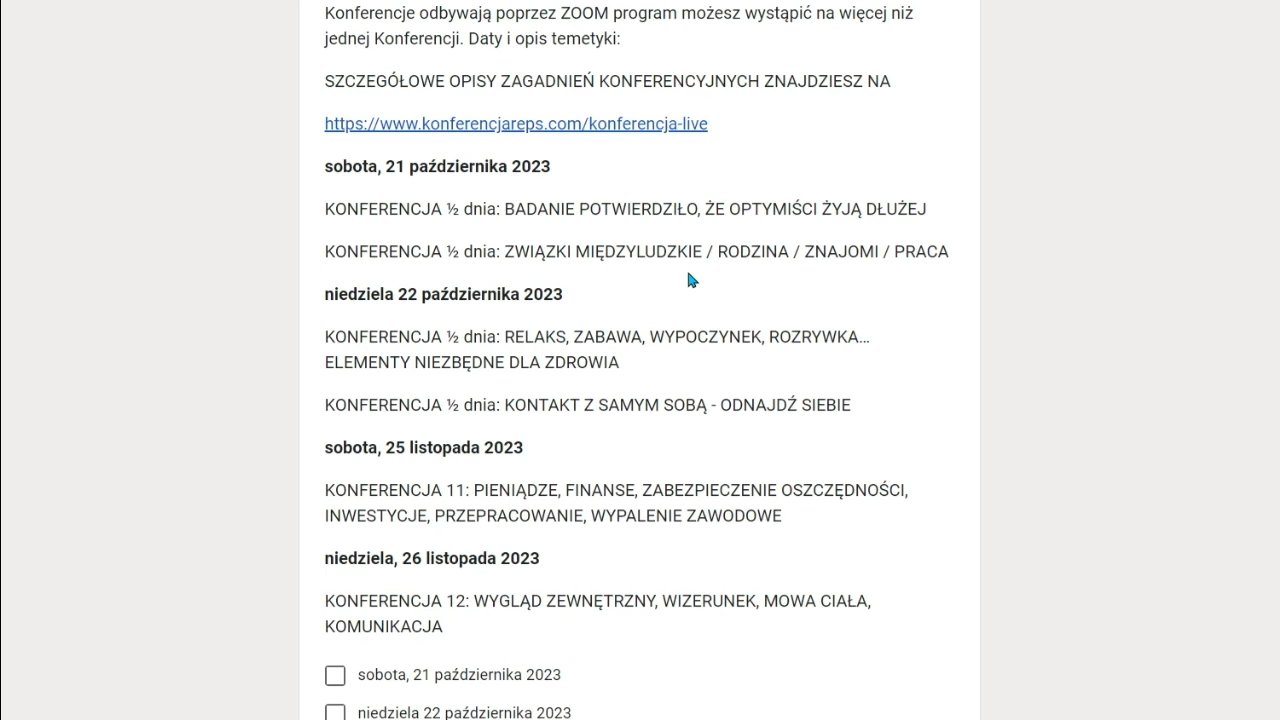 Konferencje odbywają poprzez ZOOM program możesz wystąpić na więcej niż
jednej Konferencji. Daty i opis temetyki:
SZCZEGÓŁOWE OPISY ZAGADNIEŃ KONFERENCYJNYCH ZNAJDZIESZ NA
https://www.konferencjareps.com/konferencja-live
sobota, 21 października 2023
KONFERENCJA ½ dnia: BADANIE POTWIERDZIŁO, ŻE OPTYMIŚCI ŻYJĄ DŁUŻEJ
KONFERENCJA ½ dnia: ZWIĄZKI MIĘDZYLUDZKIE / RODZINA / ZNAJOMI / PRACA
niedziela 22 października 2023
KONFERENCJA ½ dnia: RELAKS, ZABAWA, WYPOCZYNEK, ROZRYWKA…
ELEMENTY NIEZBĘDNE DLA ZDROWIA
KONFERENCJA ½ dnia: KONTAKT Z SAMYM SOBĄ - ODNAJDŹ SIEBIE
sobota, 25 listopada 2023
KONFERENCJA 11: PIENIĄDZE, FINANSE, ZABEZPIECZENIE OSZCZĘDNOŚCI,
INWESTYCJE, PRZEPRACOWANIE, WYPALENIE ZAWODOWE
niedziela, 26 listopada 2023
KONFERENCJA 12: WYGLĄD ZEWNĘTRZNY, WIZERUNEK, MOWA CIAŁA,
KOMUNIKACJA
sobota, 21 października 2023
niedziela 22 października 2023